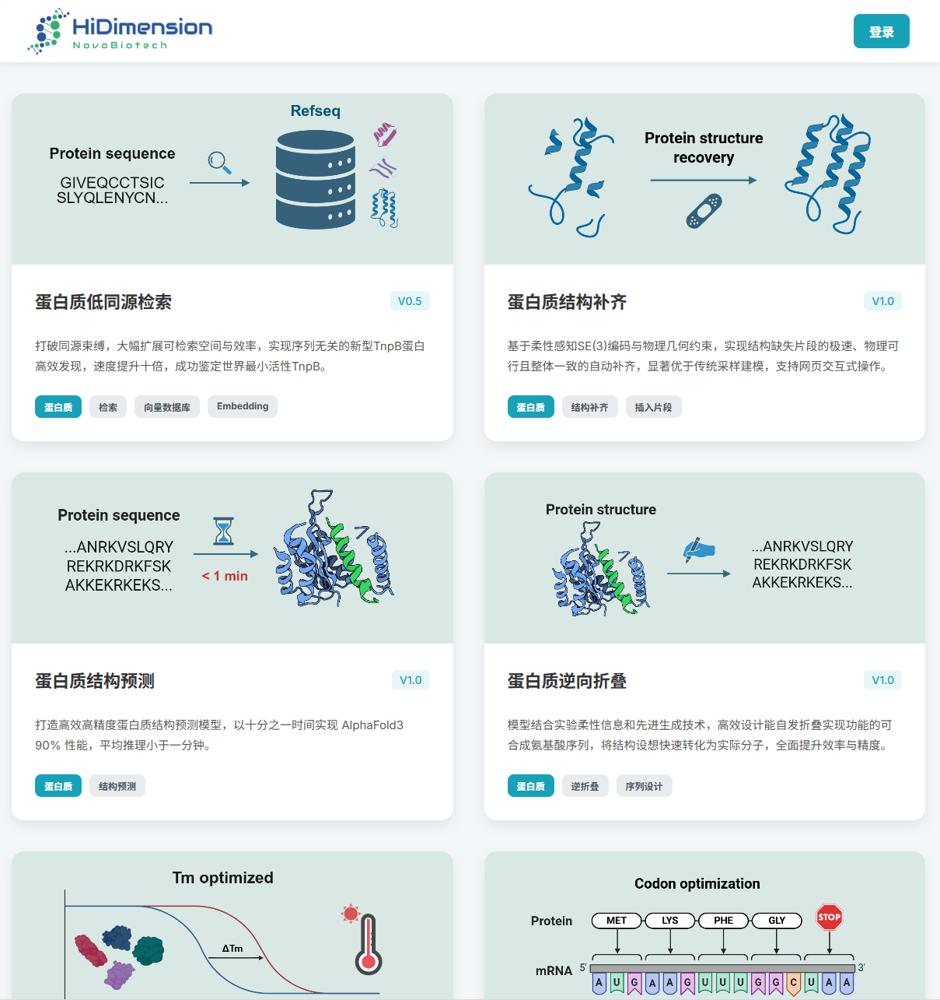 HiDimension
NovoBiotech
登录
Refseq
Protein sequence
GIVEQCCTSIC
SLYQLENYCN...
Protein structure
recovery
蛋白质低同源检索
V0.5
打破同源束缚，大幅扩展可检索空间与效率，实现序列无关的新型TnpB蛋白
高效发现，速度提升十倍，成功鉴定世界最小活性TnpB。
蛋白质 检索 向量数据库 Embedding
蛋白质结构补齐
V1.0
基于柔性感知SE(3)编码与物理几何约束，实现结构缺失片段的极速、物理可
行且整体一致的自动补齐，显著优于传统采样建模，支持网页交互式操作。
蛋白质 结构补齐 插入片段
Protein sequence
...ANRKVSLQRY
REKRKDRKFSK
AKKEKRKEKS...
< 1 min
Protein structure
...ANRKVSLQRY
REKRKDRKFSK
AKKEKRKEKS...
蛋白质结构预测
V1.0
打造高效高精度蛋白质结构预测模型，以十分之一时间实现 AlphaFold3
90% 性能，平均推理小于一分钟。
蛋白质 结构预测
蛋白质逆向折叠
V1.0
模型结合实验柔性信息和先进生成技术，高效设计能自发折叠实现功能的可
合成氨基酸序列，将结构设想快速转化为实际分子，全面提升效率与精度。
蛋白质 逆折叠 序列设计
Tm optimized
ΔTm
Codon optimization
Protein MET LYS PHE GLY STOP
mRNA 5' 3'
A U G A A G U U U G G C U A A